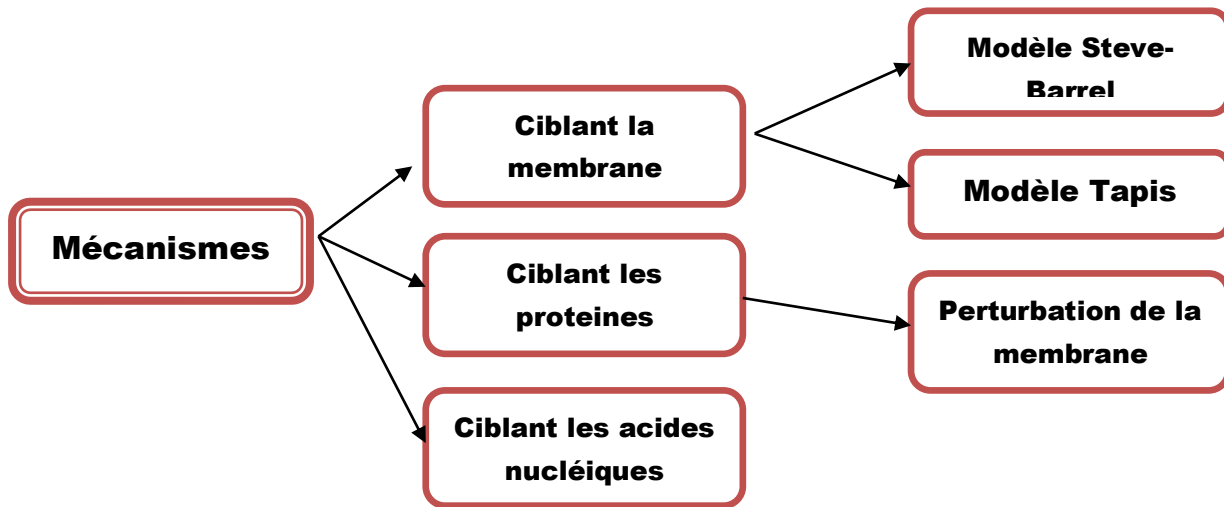 Mécanismes
Ciblant la
membrane
Ciblant les
proteines
Ciblant les acides
nucléiques
Modèle Steve-
Barrel
Modèle Tapis
Perturbation de la
membrane